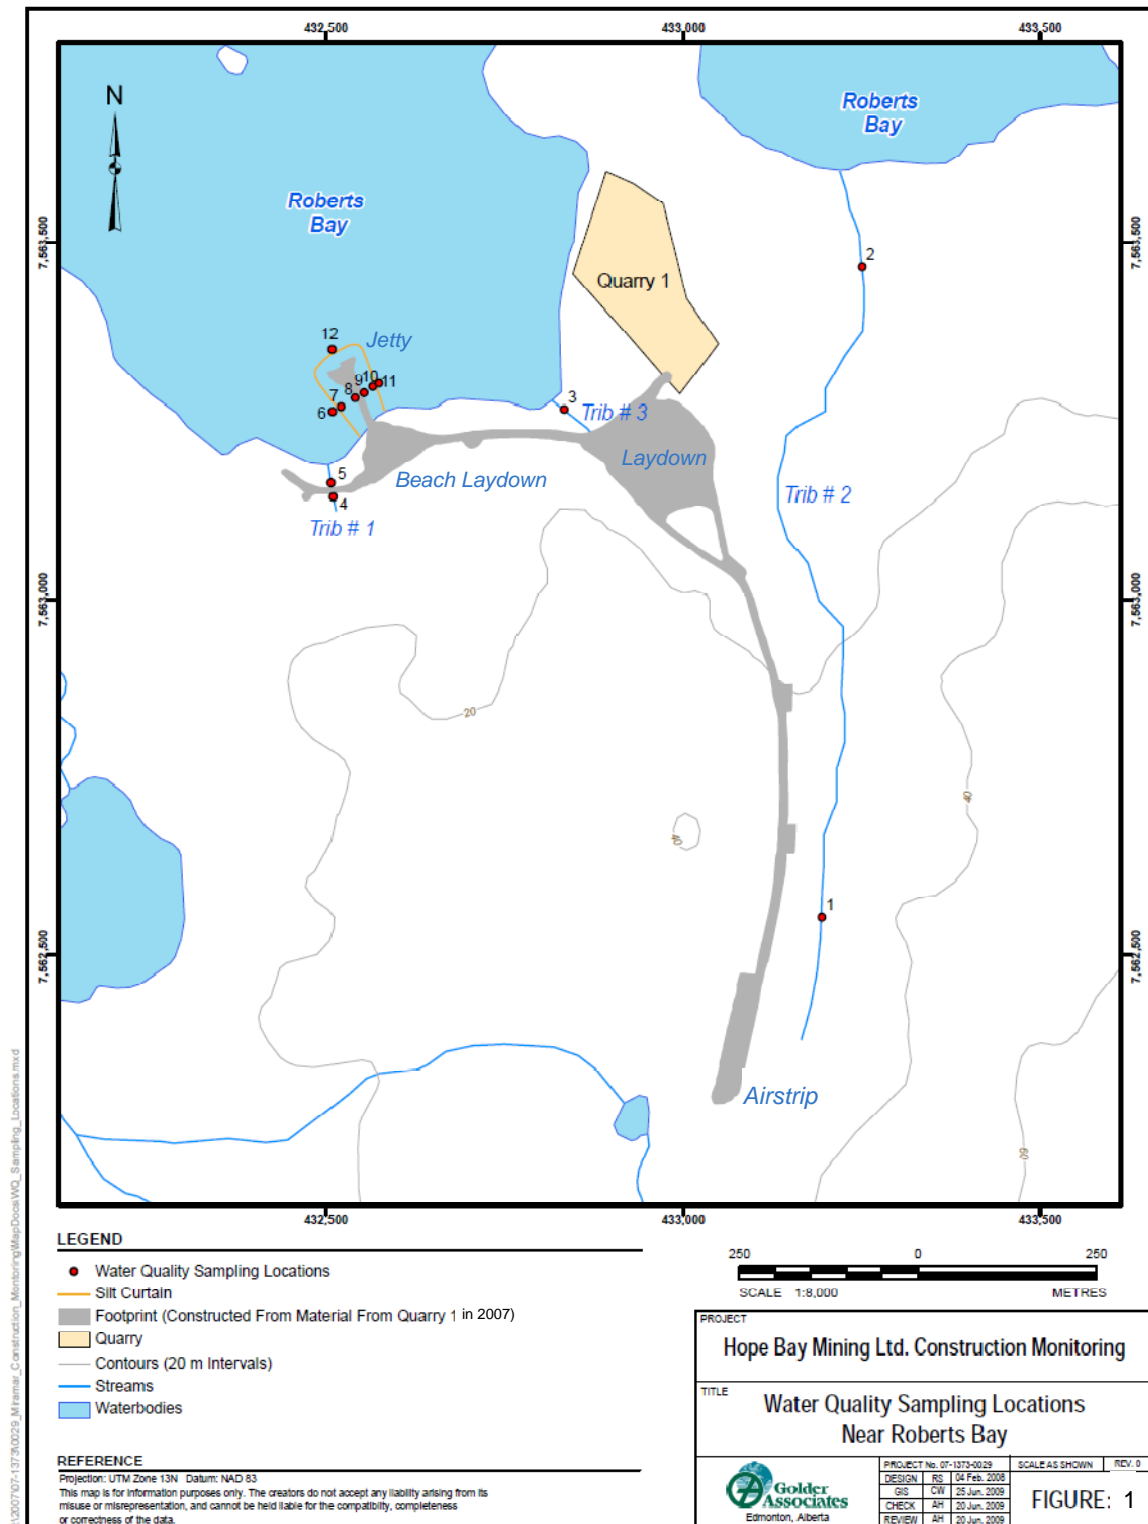 432,500 433,000 433,500
N
Roberts
Bay
Roberts
Bay
7,563,500
7,563,500
2
Quarry 1
12
Jetty
10
9
11
8
7
6
3
Trib # 3
Laydown
5
Beach Laydown
4
Trib # 1
Trib # 2
7,563,000
7,563,000
20
40
40
1
7,562,500
7,562,500
Airstrip
60
432,500 433,000 433,500
LEGEND
Water Quality Sampling Locations
Silt Curtain
Footprint (Constructed From Material From Quarry 1 in 2007)
Quarry
Contours (20 m Intervals)
Streams
Waterbodies
250 0 250
SCALE 1:8,000 METRES
REFERENCE
Projection: UTM Zone 13N Datum: NAD 83
This map is for information purposes only. The creators do not accept any liability arising from its
misuse or misrepresentation, and cannot be held liable for the compatibility, completeness
or correctness of the data.
PROJECT
Hope Bay Mining Ltd. Construction Monitoring
TITLE
Water Quality Sampling Locations
Near Roberts Bay
Golder
Associates
Edmonton, Alberta
PROJECT No. 07-1373-0029 SCALE AS SHOWN REV. 0
DESIGN RS 04 Feb. 2008
GIS CW 25 Jun. 2009
CHECK AH 20 Jun. 2009
REVIEW AH 20 Jun. 2009
FIGURE: 1
I:\2007\07-1373\0029_Miramar_Construction_Mentoring\MapDocs\WQ_Sampling_Locations.mxd